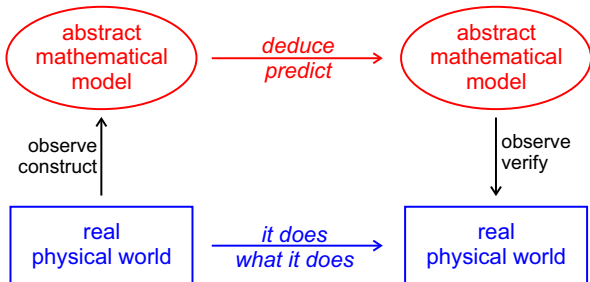 abstract
mathematical
model
deduce
predict
abstract
mathematical
model
observe
construct
observe
verify
real
physical world
it does
what it does
real
physical world